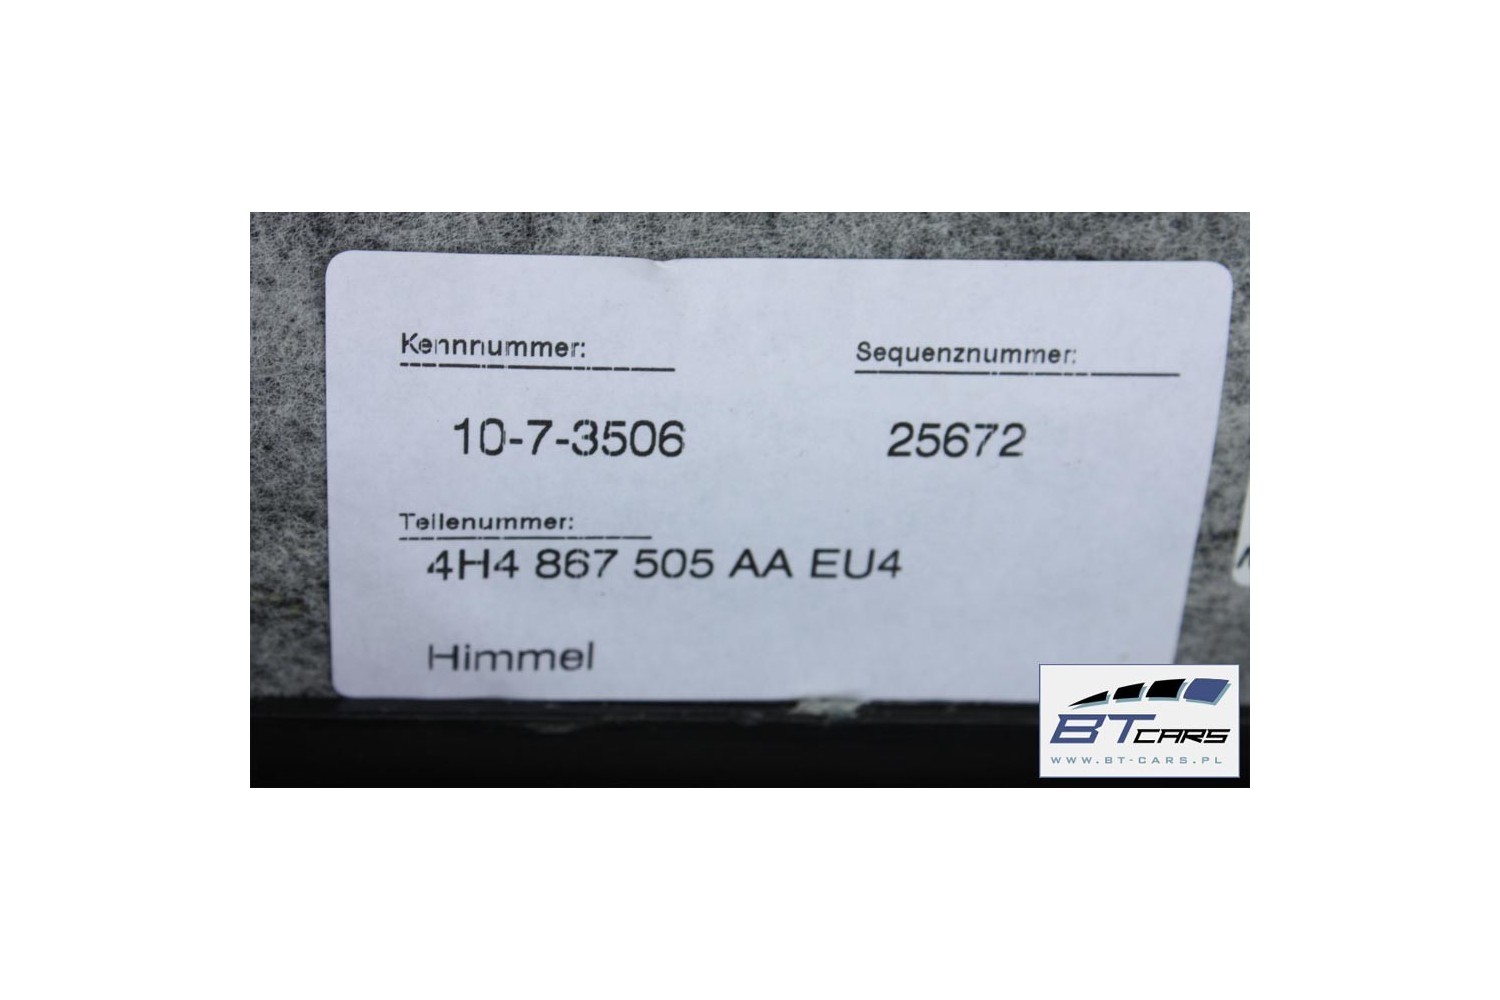 Kennnummer: Sequenznummer:
10-7-3506 25672
Teilenummer:
4H4 867 505 AA EU4
Himmel
BT CARS
WWW.BT-CARS.PL